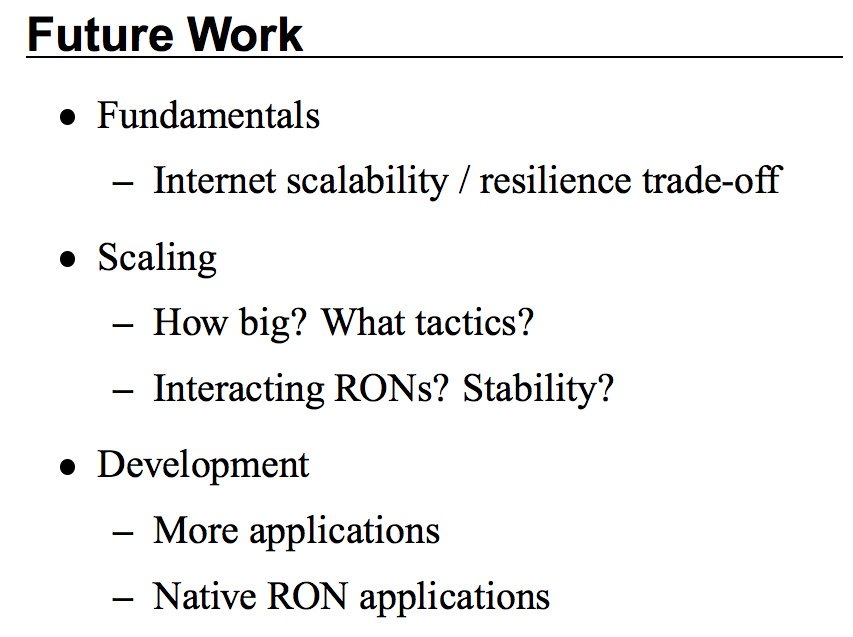 Future Work
• Fundamentals
– Internet scalability / resilience trade-off
• Scaling
– How big? What tactics?
– Interacting RONs? Stability?
• Development
– More applications
– Native RON applications